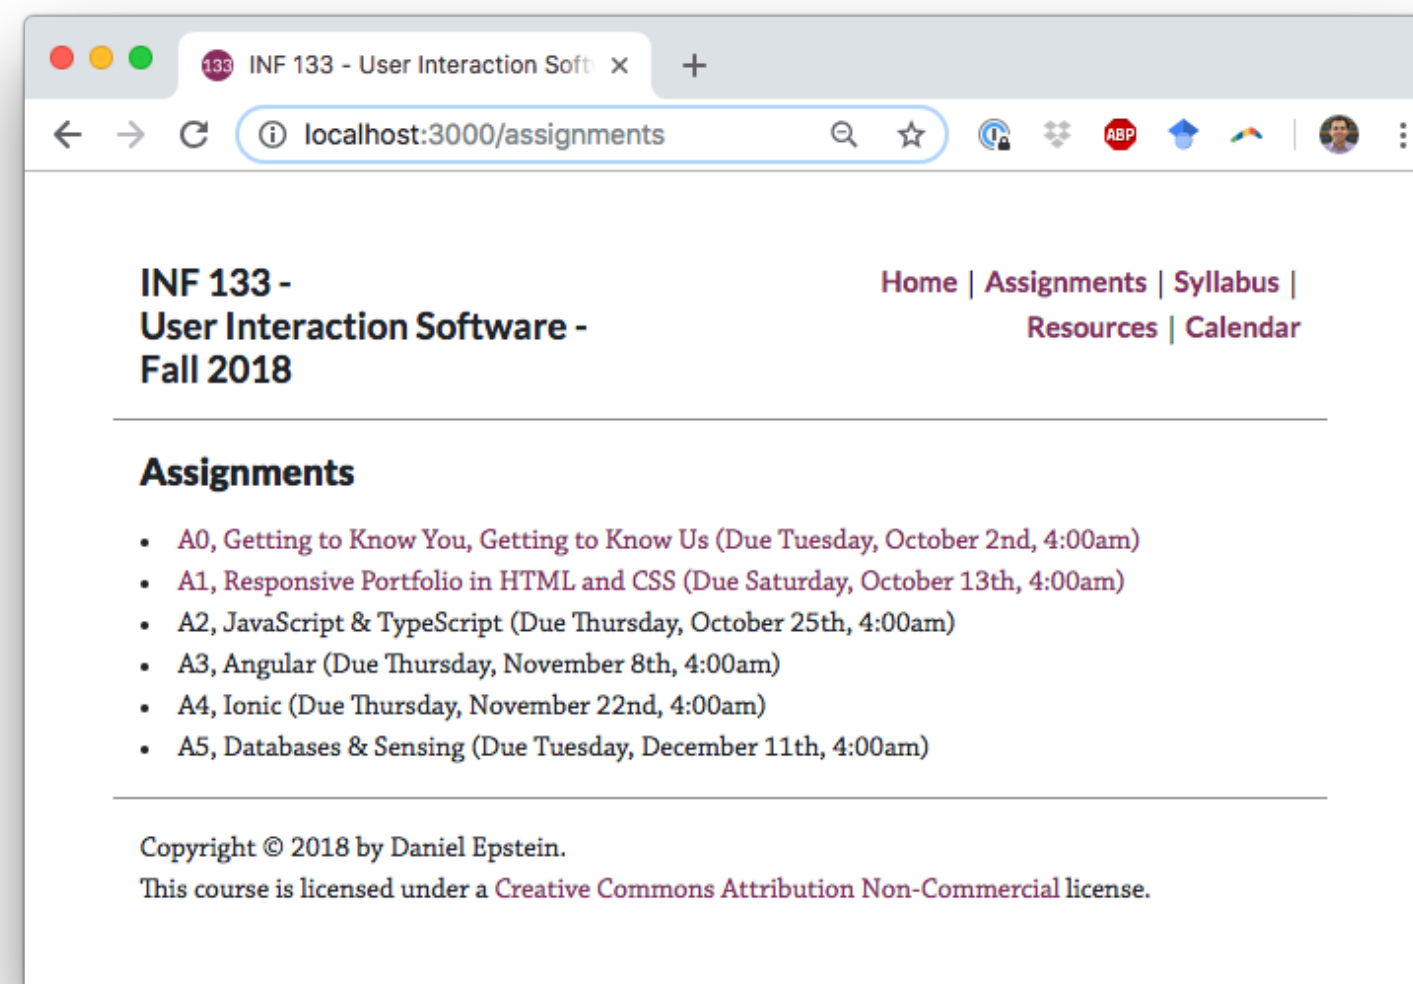 133 INF 133 - User Interaction Soft
localhost:3000/assignments
ABP
INF 133 -
User Interaction Software -
Fall 2018
Home | Assignments | Syllabus |
Resources | Calendar
Assignments
• A0, Getting to Know You, Getting to Know Us (Due Tuesday, October 2nd, 4:00am)
• A1, Responsive Portfolio in HTML and CSS (Due Saturday, October 13th, 4:00am)
• A2, JavaScript & TypeScript (Due Thursday, October 25th, 4:00am)
• A3, Angular (Due Thursday, November 8th, 4:00am)
• A4, Ionic (Due Thursday, November 22nd, 4:00am)
• A5, Databases & Sensing (Due Tuesday, December 11th, 4:00am)
Copyright © 2018 by Daniel Epstein.
This course is licensed under a Creative Commons Attribution Non-Commercial license.